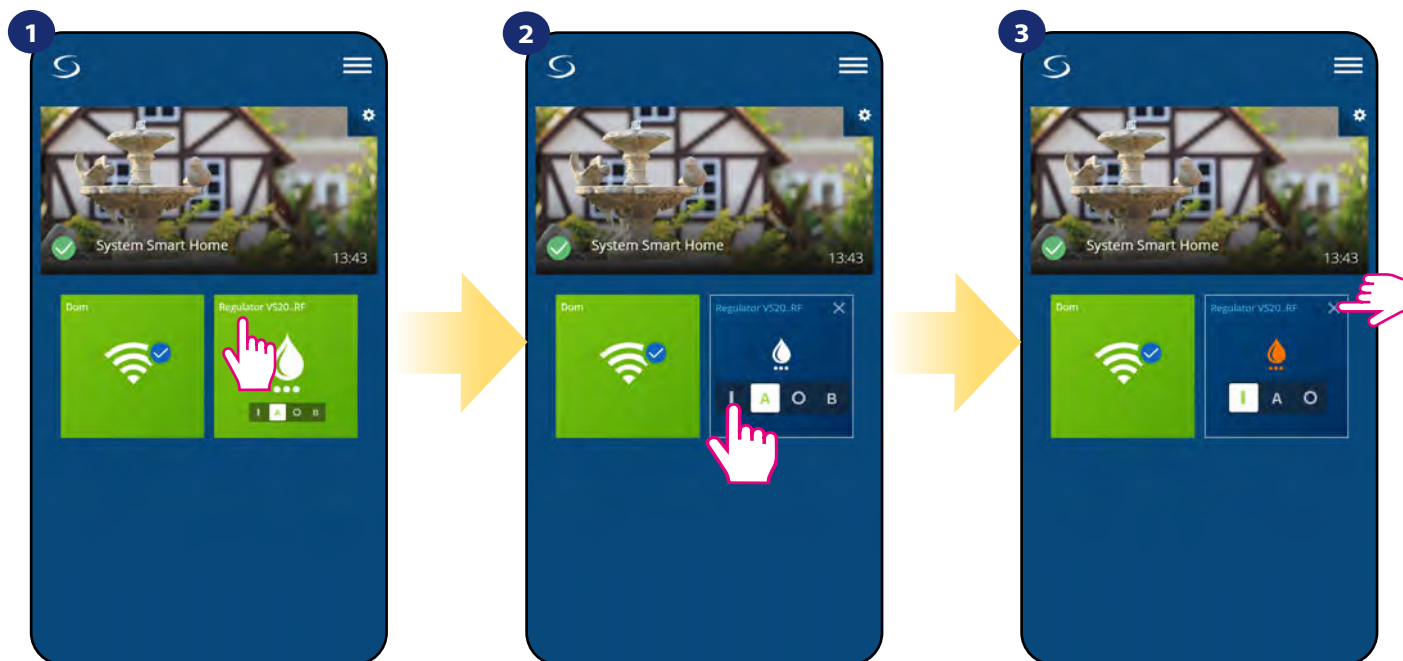 1
System Smart Home
13:43
Dom
Regulator VS20..RF
I A O B
2
System Smart Home
13:43
Dom
Regulator VS20..RF
I A O B
3
System Smart Home
13:43
Dom
Regulator VS20..RF
I A O